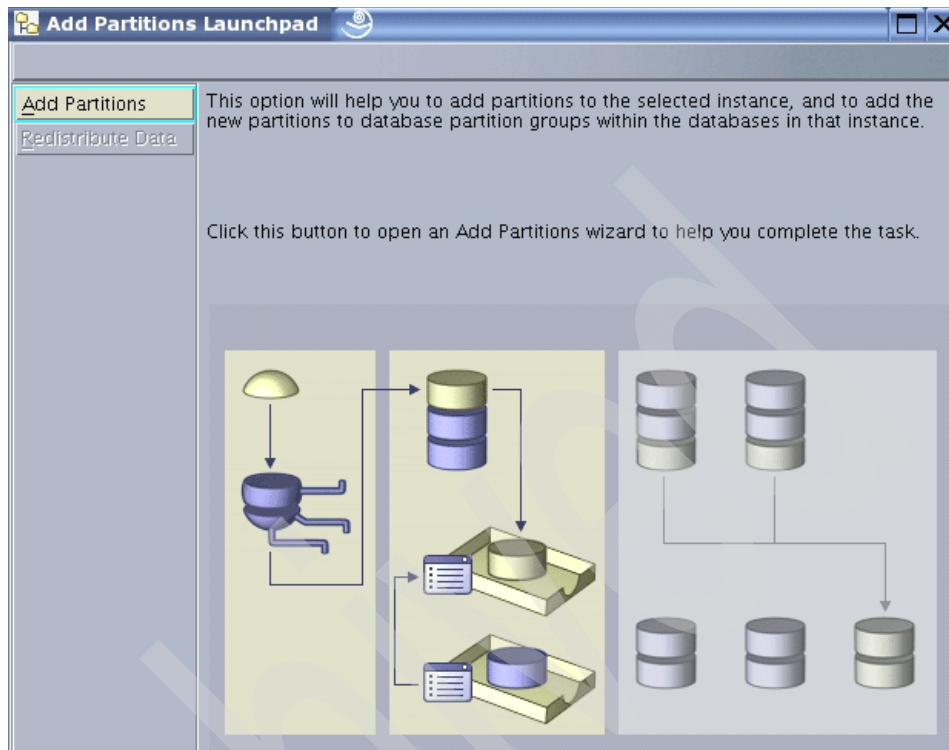 Add Partitions Launchpad
Add Partitions
Redistribute Data
This option will help you to add partitions to the selected instance, and to add the
new partitions to database partition groups within the databases in that instance.
Click this button to open an Add Partitions wizard to help you complete the task.